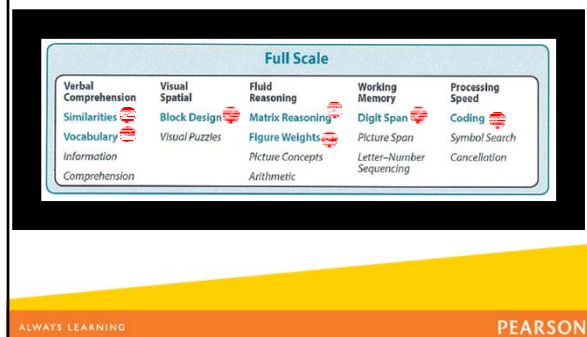 Full Scale
Verbal Comprehension
Similarities
Vocabulary
Information
Comprehension
Visual Spatial
Block Design
Visual Puzzles
Fluid Reasoning
Matrix Reasoning
Figure Weights
Picture Concepts
Arithmetic
Working Memory
Digit Span
Picture Span
Letter–Number
Sequencing
Processing Speed
Coding
Symbol Search
Cancellation
ALWAYS LEARNING
PEARSON